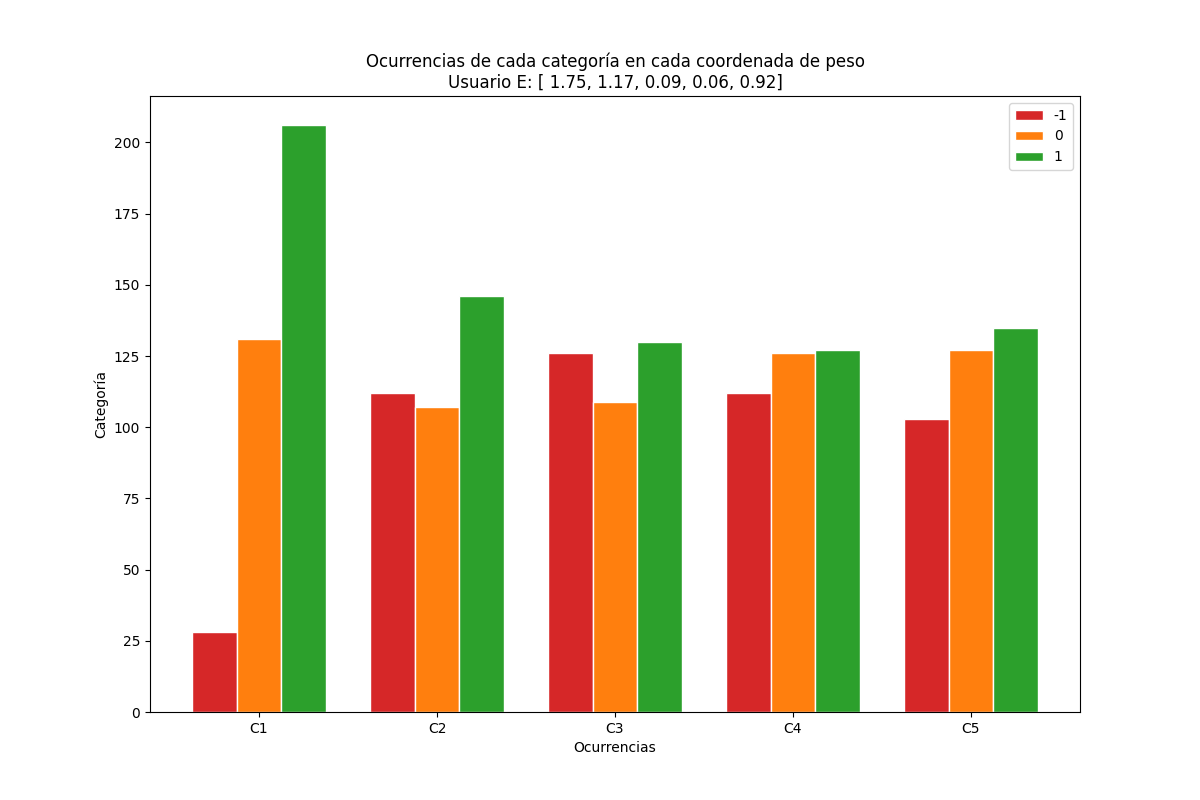 Ocurrencias de cada categoría en cada coordenada de peso
Usuario E: [ 1.75, 1.17, 0.09, 0.06, 0.92]
-1
0
1
Categoría
200
175
150
125
100
75
50
25
0
C1 C2 C3 C4 C5
Ocurrencias